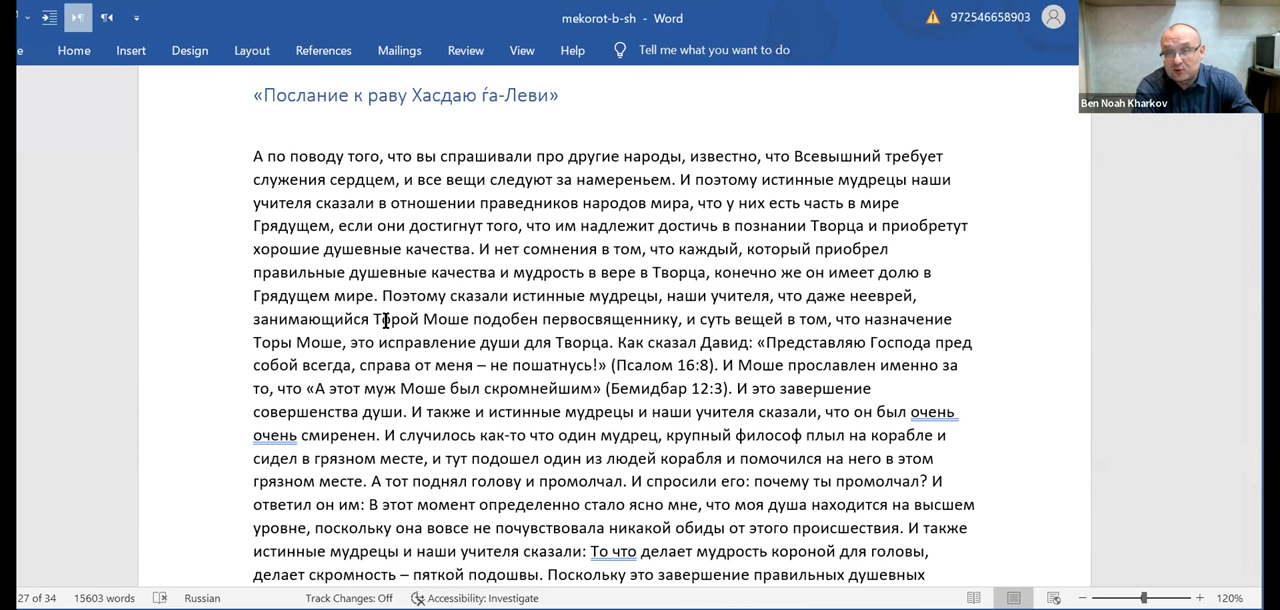 mekorot-b-sh - Word
972546658903
e Home Insert Design Layout References Mailings Review View Help Tell me what you want to do
Ben Noah Kharkov
«Послание к раву Хасдаю ѓа-Леви»
А по поводу того, что вы спрашивали про другие народы, известно, что Всевышний требует
служения сердцем, и все вещи следуют за намереньем. И поэтому истинные мудрецы наши
учителя сказали в отношении праведников народов мира, что у них есть часть в мире
Грядущем, если они достигнут того, что им надлежит достичь в познании Творца и приобретут
хорошие душевные качества. И нет сомнения в том, что каждый, который приобрел
правильные душевные качества и мудрость в вере в Творца, конечно же он имеет долю в
Грядущем мире. Поэтому сказали истинные мудрецы, наши учителя, что даже нееврей,
занимающийся Торой Моше подобен первосвященнику, и суть вещей в том, что назначение
Торы Моше, это исправление души для Творца. Как сказал Давид: «Представляю Господа пред
собой всегда, справа от меня – не пошатнусь!» (Псалом 16:8). И Моше прославлен именно за
то, что «А этот муж Моше был скромнейшим» (Бемидбар 12:3). И это завершение
совершенства души. И также и истинные мудрецы и наши учителя сказали, что он был очень
очень смиренен. И случилось как-то что один мудрец, крупный философ плыл на корабле и
сидел в грязном месте, и тут подошел один из людей корабля и помочился на него в этом
грязном месте. А тот поднял голову и промолчал. И спросили его: почему ты промолчал? И
ответил он им: В этот момент определенно стало ясно мне, что моя душа находится на высшем
уровне, поскольку она вовсе не почувствовала никакой обиды от этого происшествия. И также
истинные мудрецы и наши учителя сказали: То что делает мудрость короной для головы,
делает скромность – пяткой подошвы. Поскольку это завершение правильных душевных
27 of 34 15603 words Russian Track Changes: Off Accessibility: Investigate 120%